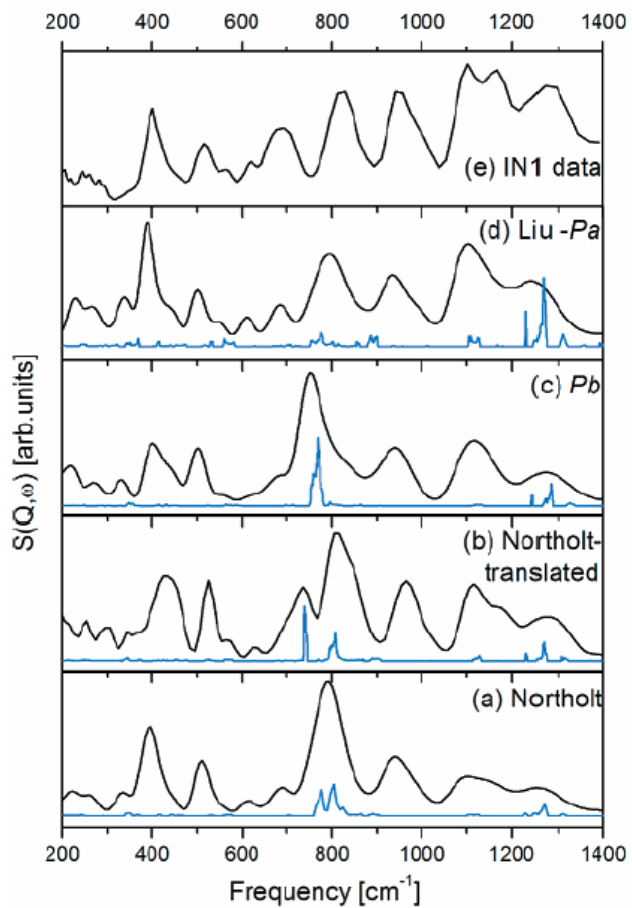 200 400 600 800 1000 1200 1400
(e) IN1 data
(d) Liu -Pa
(c) Pb
(b) Northolt-
translated
(a) Northolt
S(Q,ω) [arb.units]
200 400 600 800 1000 1200 1400
Frequency [cm-1]